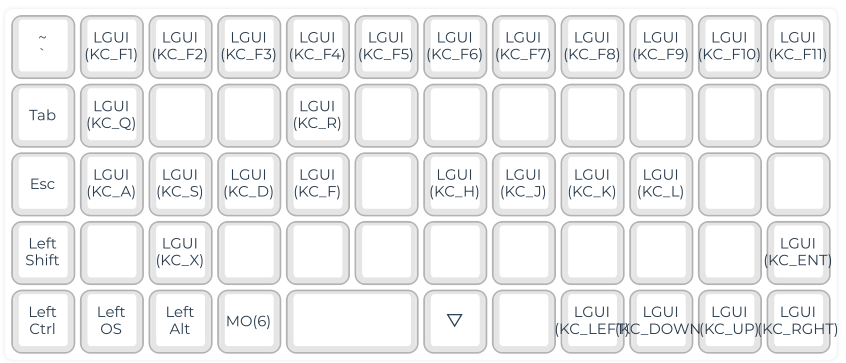 ~
`
LGUI
(KC_F1)
LGUI
(KC_F2)
LGUI
(KC_F3)
LGUI
(KC_F4)
LGUI
(KC_F5)
LGUI
(KC_F6)
LGUI
(KC_F7)
LGUI
(KC_F8)
LGUI
(KC_F9)
LGUI
(KC_F10)
LGUI
(KC_F11)
Tab
LGUI
(KC_Q)
LGUI
(KC_R)
Esc
LGUI
(KC_A)
LGUI
(KC_S)
LGUI
(KC_D)
LGUI
(KC_F)
LGUI
(KC_H)
LGUI
(KC_J)
LGUI
(KC_K)
LGUI
(KC_L)
Left
Shift
LGUI
(KC_X)
LGUI
(KC_ENT)
Left
Ctrl
Left
OS
Left
Alt
MO(6)
▽
LGUI
(KC_LEFT)
LGUI
(KC_DOWN)
LGUI
(KC_UP)
LGUI
(KC_RGHT)